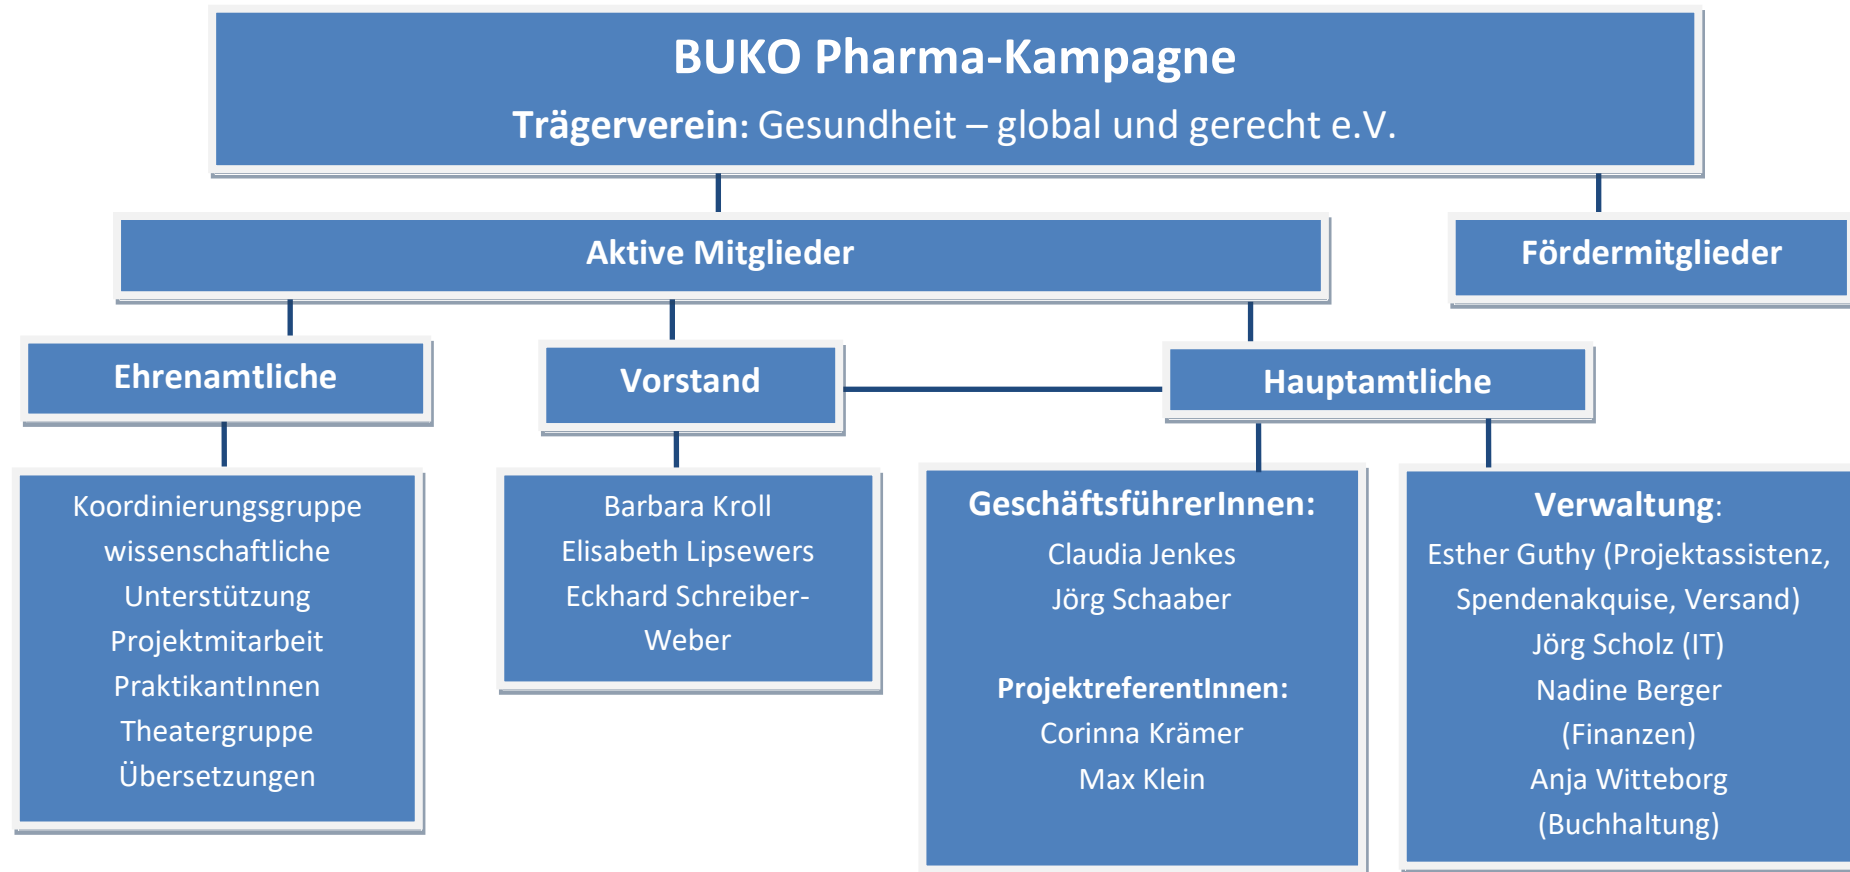 BUKO Pharma-Kampagne
Trägerverein: Gesundheit – global und gerecht e.V.
Aktive Mitglieder
Fördermitglieder
Ehrenamtliche
Vorstand
Hauptamtliche
Koordinierungsgruppe
wissenschaftliche
Unterstützung
Projektmitarbeit
PraktikantInnen
Theatergruppe
Übersetzungen
Barbara Kroll
Elisabeth Lipsewers
Eckhard Schreiber-
Weber
GeschäftsführerInnen:
Claudia Jenkes
Jörg Schaaber
ProjektreferentInnen:
Corinna Krämer
Max Klein
Verwaltung:
Esther Guthy (Projektassistenz,
Spendenakquise, Versand)
Jörg Scholz (IT)
Nadine Berger
(Finanzen)
Anja Witteborg
(Buchhaltung)